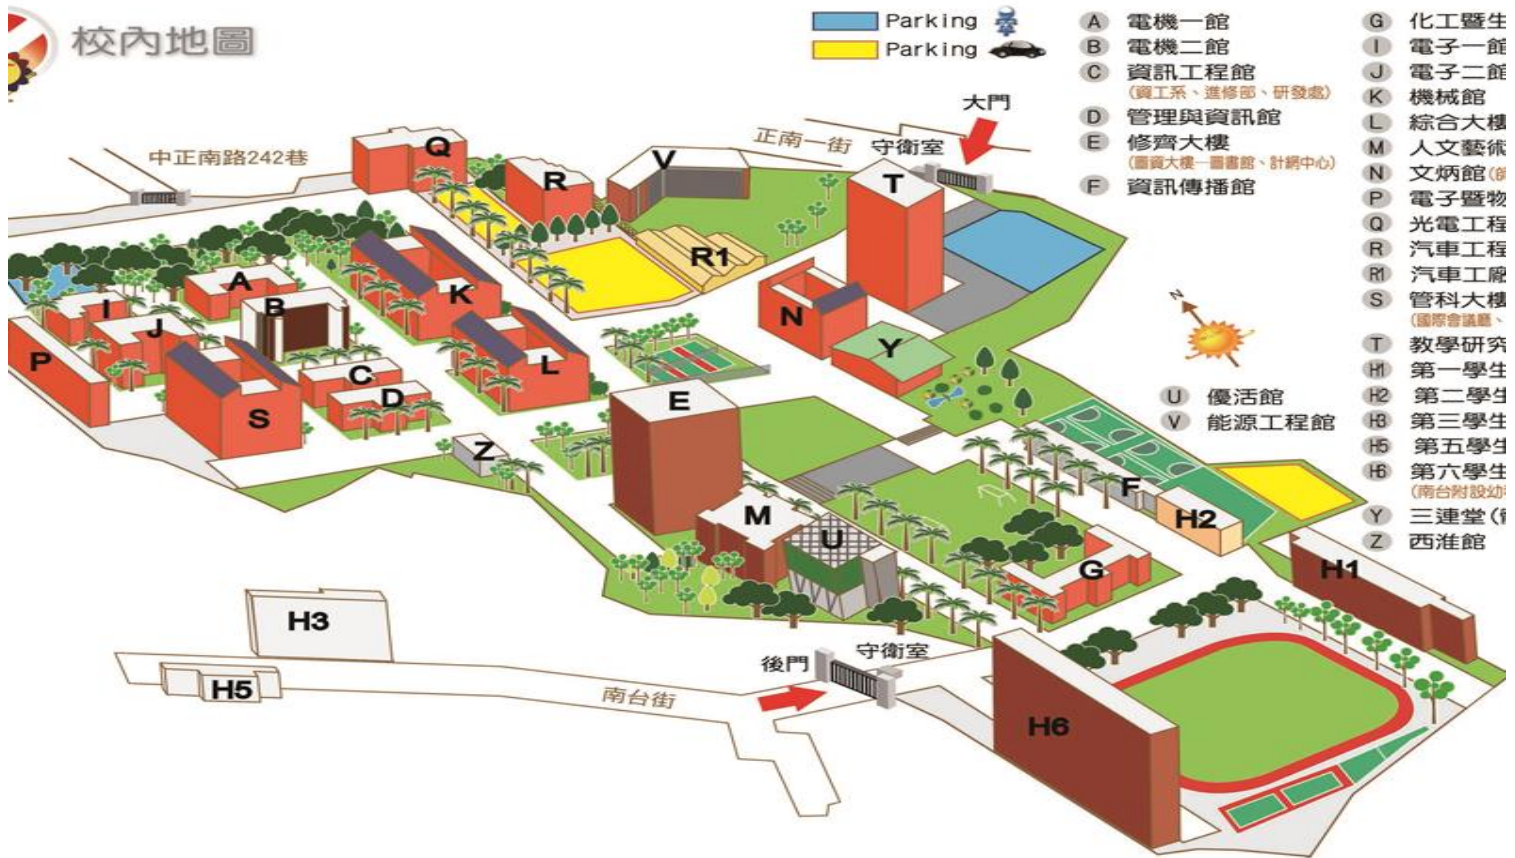 校內地圖
Parking
Parking
A 電機一館
B 電機二館
C 資訊工程館
(資工系、進修部、研發處)
D 管理與資訊館
E 修齊大樓
(圖資大樓—圖書館、計網中心)
F 資訊傳播館
G 化工暨生
I 電子一館
J 電子二館
K 機械館
L 綜合大樓
M 人文藝術
N 文炳館
P 電子暨物
Q 光電工程
R 汽車工程
R1 汽車工廠
S 管科大樓
(國際會議廳、
T 教學研究
H1 第一學生
H2 第二學生
H3 第三學生
H5 第五學生
H6 第六學生
(南台附設幼
Y 三連堂
Z 西淮館
U 優活館
V 能源工程館
大門
守衛室
正南一街
中正南路242巷
N
Q
R
V
T
R1
A
B
I
J
K
N
P
L
Y
C
D
S
E
Z
F
M
U
H2
G
H1
H3
H5
H6
後門
守衛室
南台街